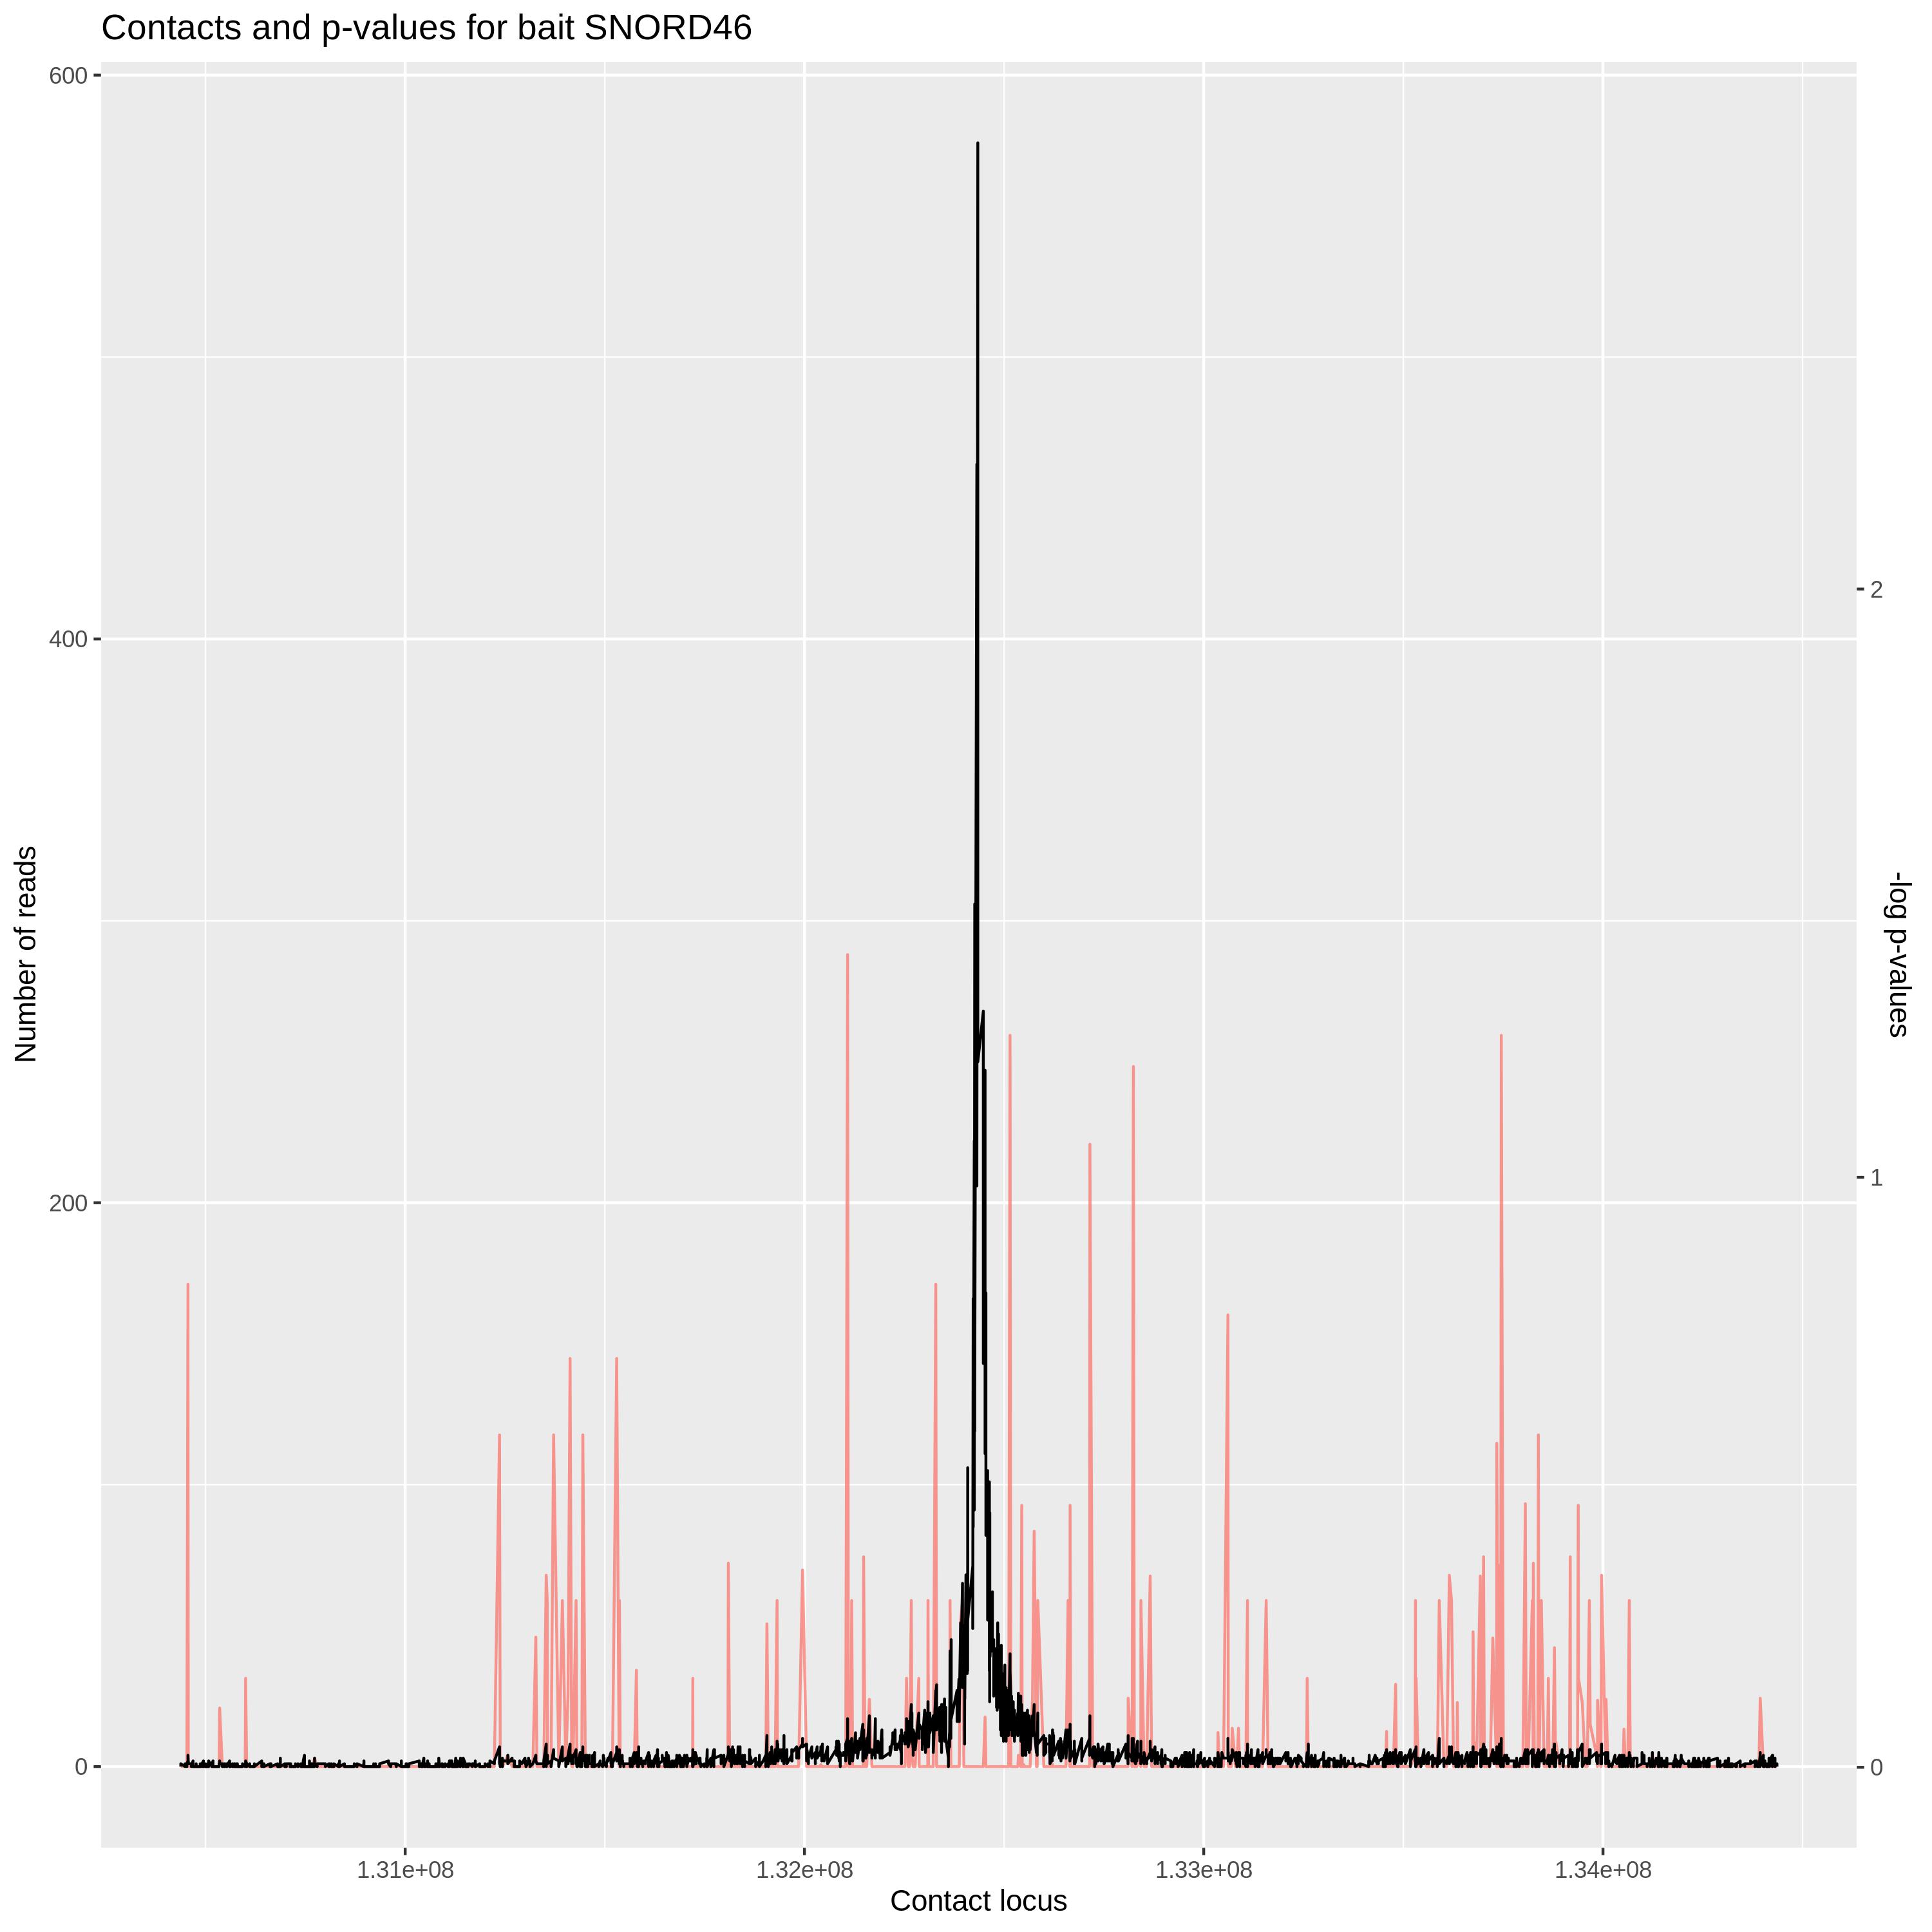 Contacts and p-values for bait SNORD46
600
400
200
0
Number of reads
2
1
0
-log p-values
1.31e+08
1.32e+08
1.33e+08
1.34e+08
Contact locus